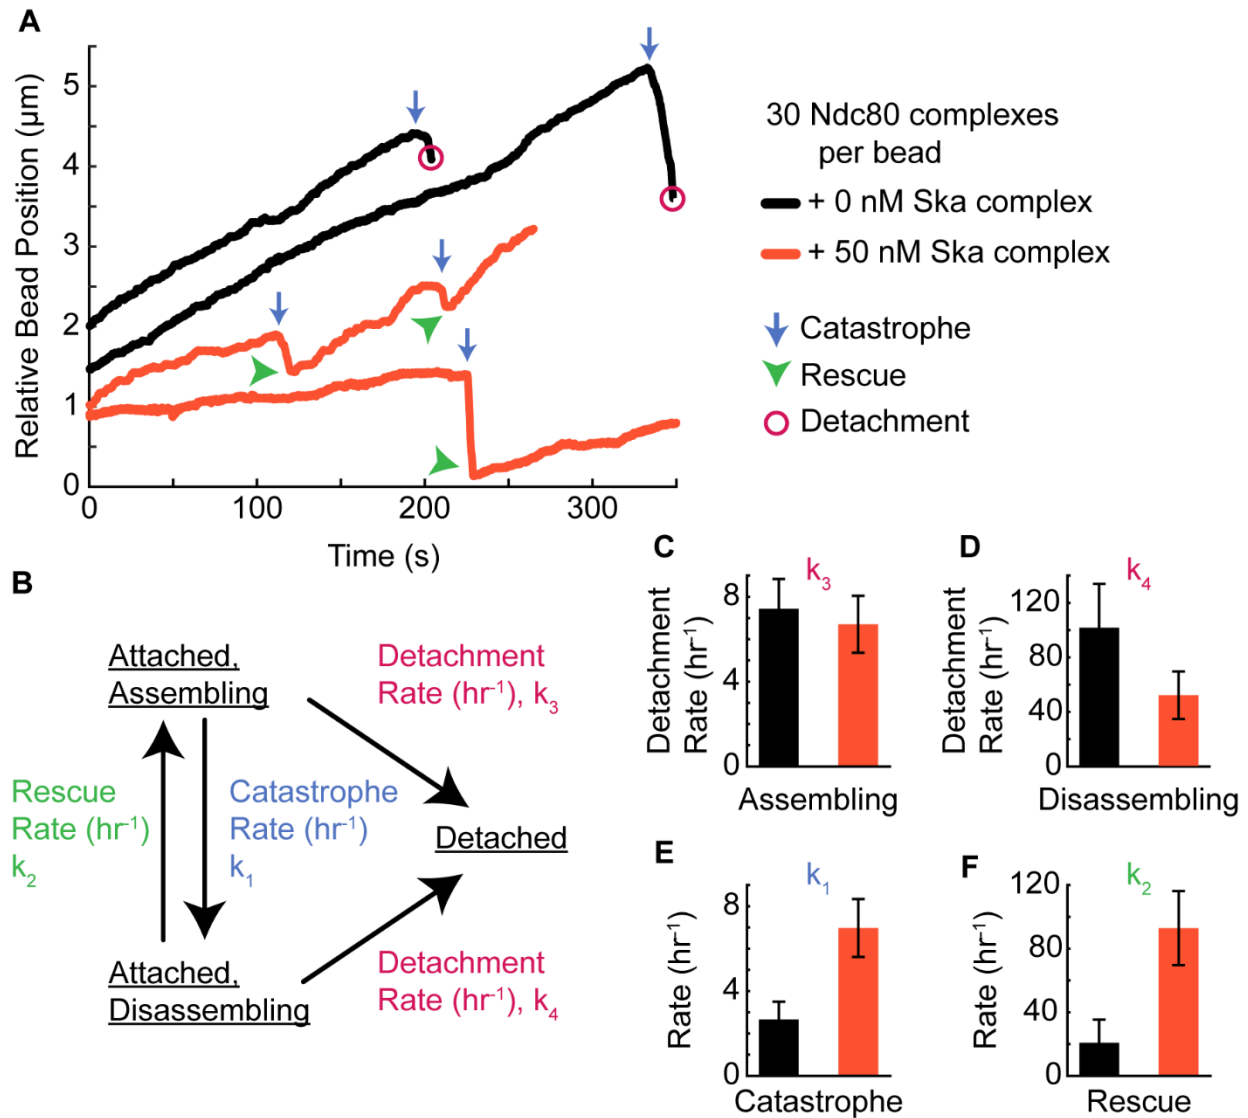 A
Relative Bead Position (µm)
5
4
3
2
1
0
0 100 200 300
Time (s)
30 Ndc80 complexes
per bead
+ 0 nM Ska complex
+ 50 nM Ska complex
Catastrophe
Rescue
Detachment
B
Attached,
Assembling
Detachment
Rate (hr⁻¹), k₃
Rescue
Rate (hr⁻¹)
k₂
Catastrophe
Rate (hr⁻¹)
k₁
Detached
Attached,
Disassembling
Detachment
Rate (hr⁻¹), k₄
C
k₃
Detachment
Rate (hr⁻¹)
8
4
0
Assembling
D
k₄
Detachment
Rate (hr⁻¹)
120
80
40
0
Disassembling
E
k₁
Rate (hr⁻¹)
8
4
0
Catastrophe
F
k₂
Rate (hr⁻¹)
120
80
40
0
Rescue